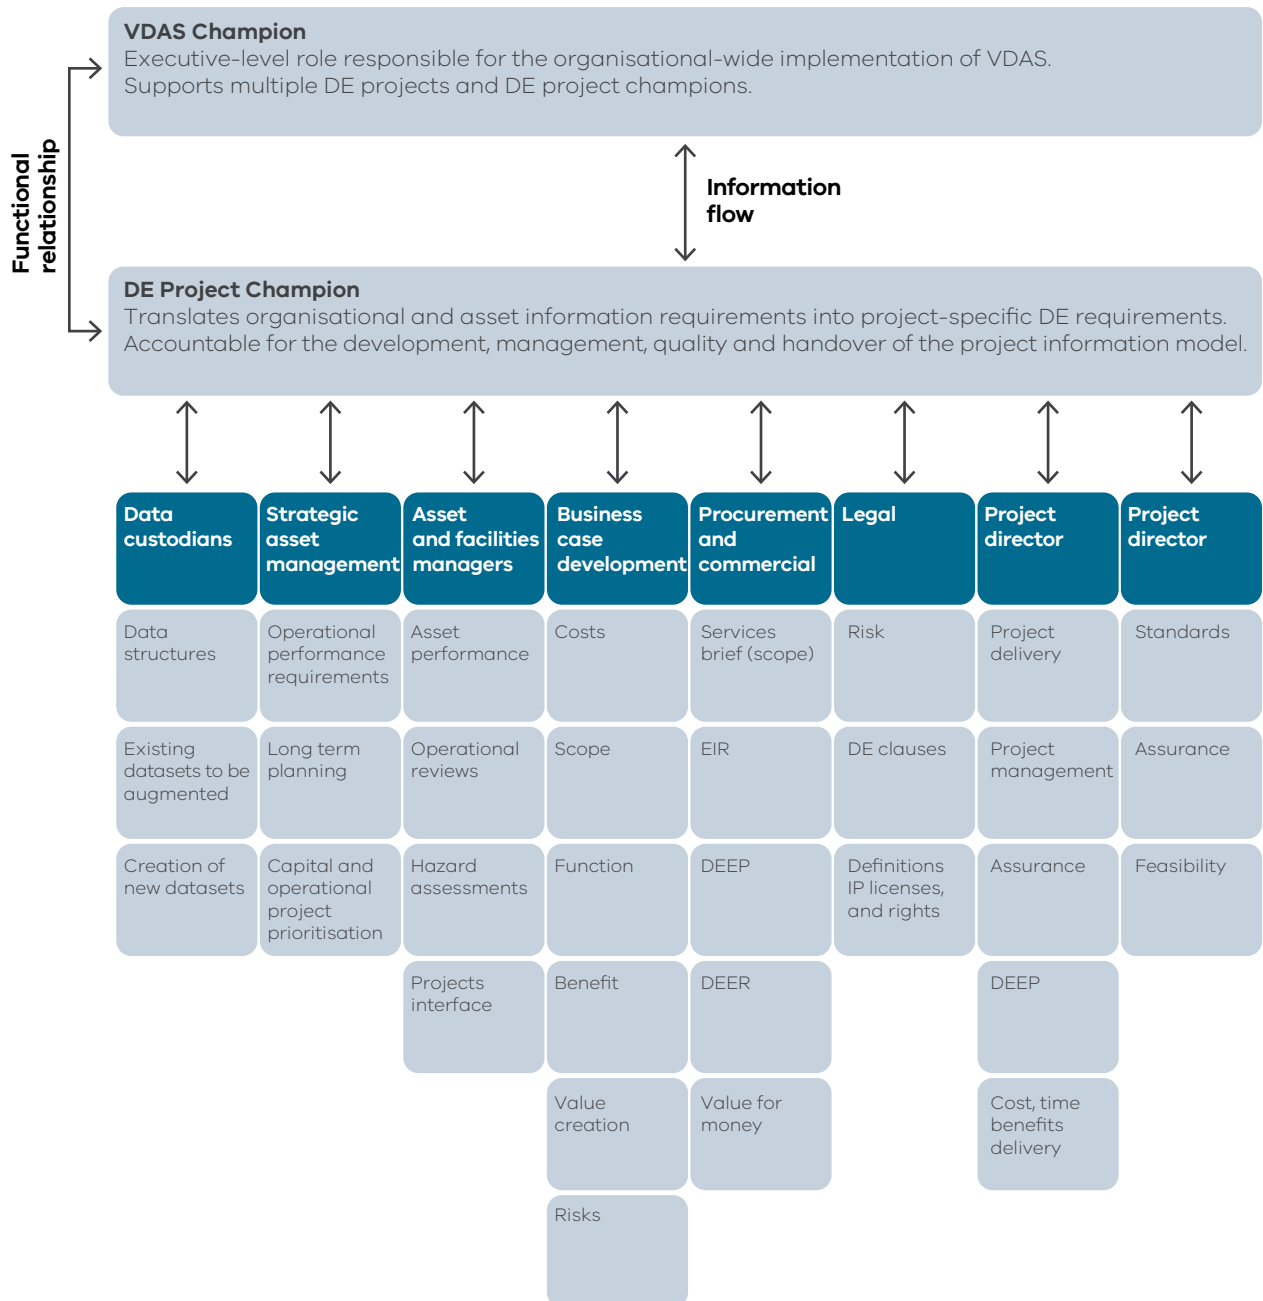 VDAS Champion
Executive-level role responsible for the organisational-wide implementation of VDAS.
Supports multiple DE projects and DE project champions.
Functional
relationship
Information
flow
DE Project Champion
Translates organisational and asset information requirements into project-specific DE requirements.
Accountable for the development, management, quality and handover of the project information model.
Data
custodians
Data
structures
Existing
datasets to be
augmented
Creation of
new datasets
Strategic
asset
management
Operational
performance
requirements
Long term
planning
Capital and
operational
project
prioritisation
Asset
and facilities
managers
Asset
performance
Operational
reviews
Hazard
assessments
Projects
interface
Business
case
development
Costs
Scope
Function
Benefit
Value
creation
Risks
Procurement
and
commercial
Services
brief (scope)
EIR
DEEP
DEER
Value for
money
Legal
Risk
DE clauses
Definitions
IP licenses,
and rights
Project
director
Project
delivery
Project
management
Assurance
DEEP
Cost, time
benefits
delivery
Project
director
Standards
Assurance
Feasibility